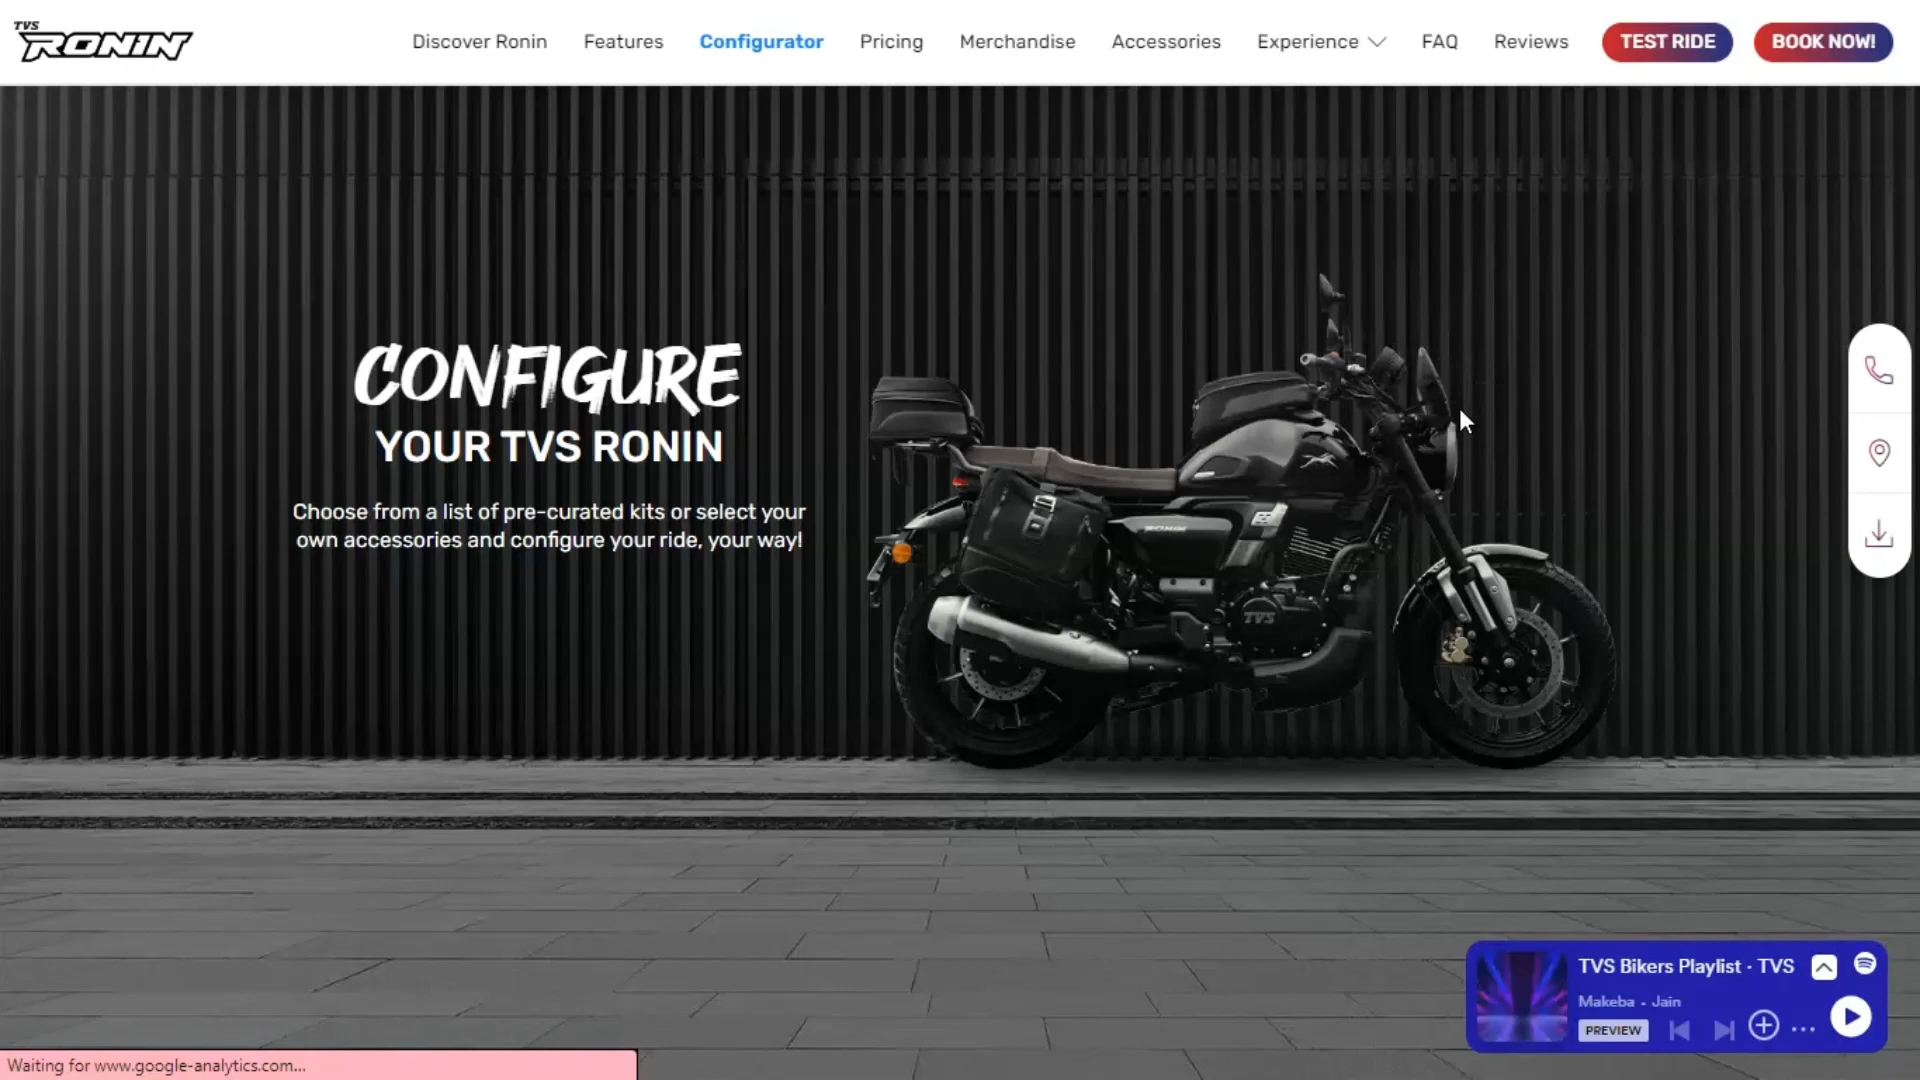 TVS
RONIN
Discover Ronin
Features
Configurator
Pricing
Merchandise
Accessories
Experience
FAQ
Reviews
TEST RIDE
BOOK NOW!
CONFIGURE
YOUR TVS RONIN
Choose from a list of pre-curated kits or select your
own accessories and configure your ride, your way!
RONIN
TVS
TVS Bikers Playlist · TVS
Makeba - Jain
PREVIEW
Waiting for www.google-analytics.com...